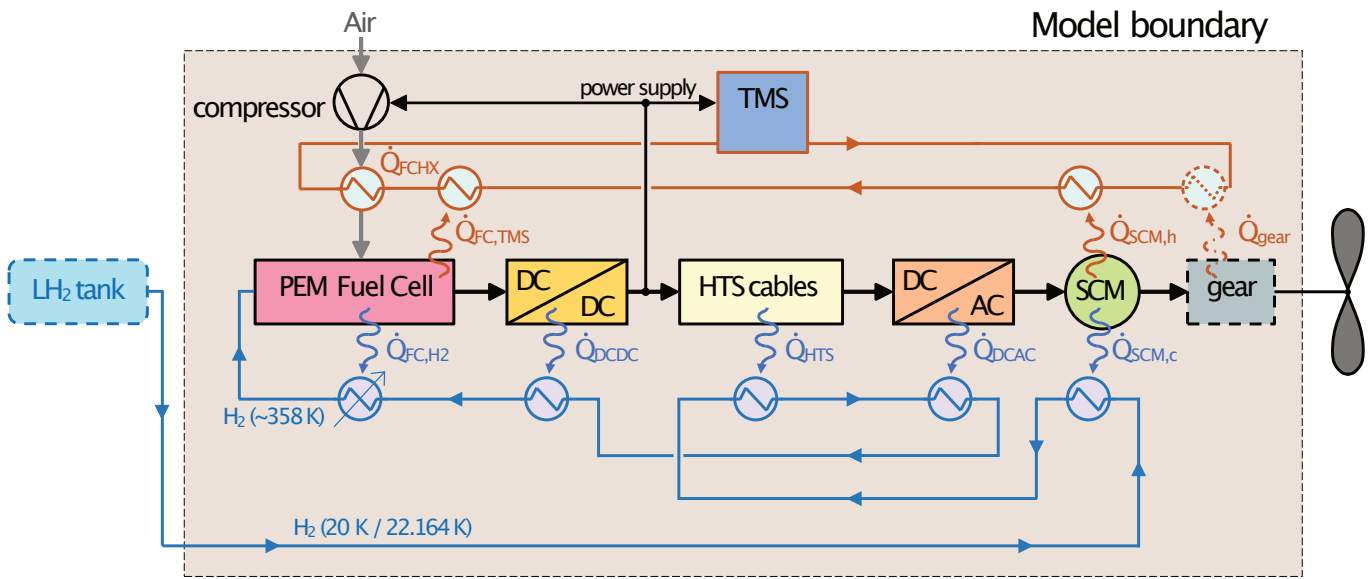 Model boundary
Air
compressor
power supply
TMS
Q̇FCHX
Q̇FC,TMS
Q̇SCM,h
Q̇gear
LH₂ tank
PEM Fuel Cell
DC
DC
HTS cables
DC
AC
SCM
gear
Q̇FC,H2
Q̇DCDC
Q̇HTS
Q̇DCAC
Q̇SCM,c
H₂ (~358 K)
H₂ (20 K / 22.164 K)